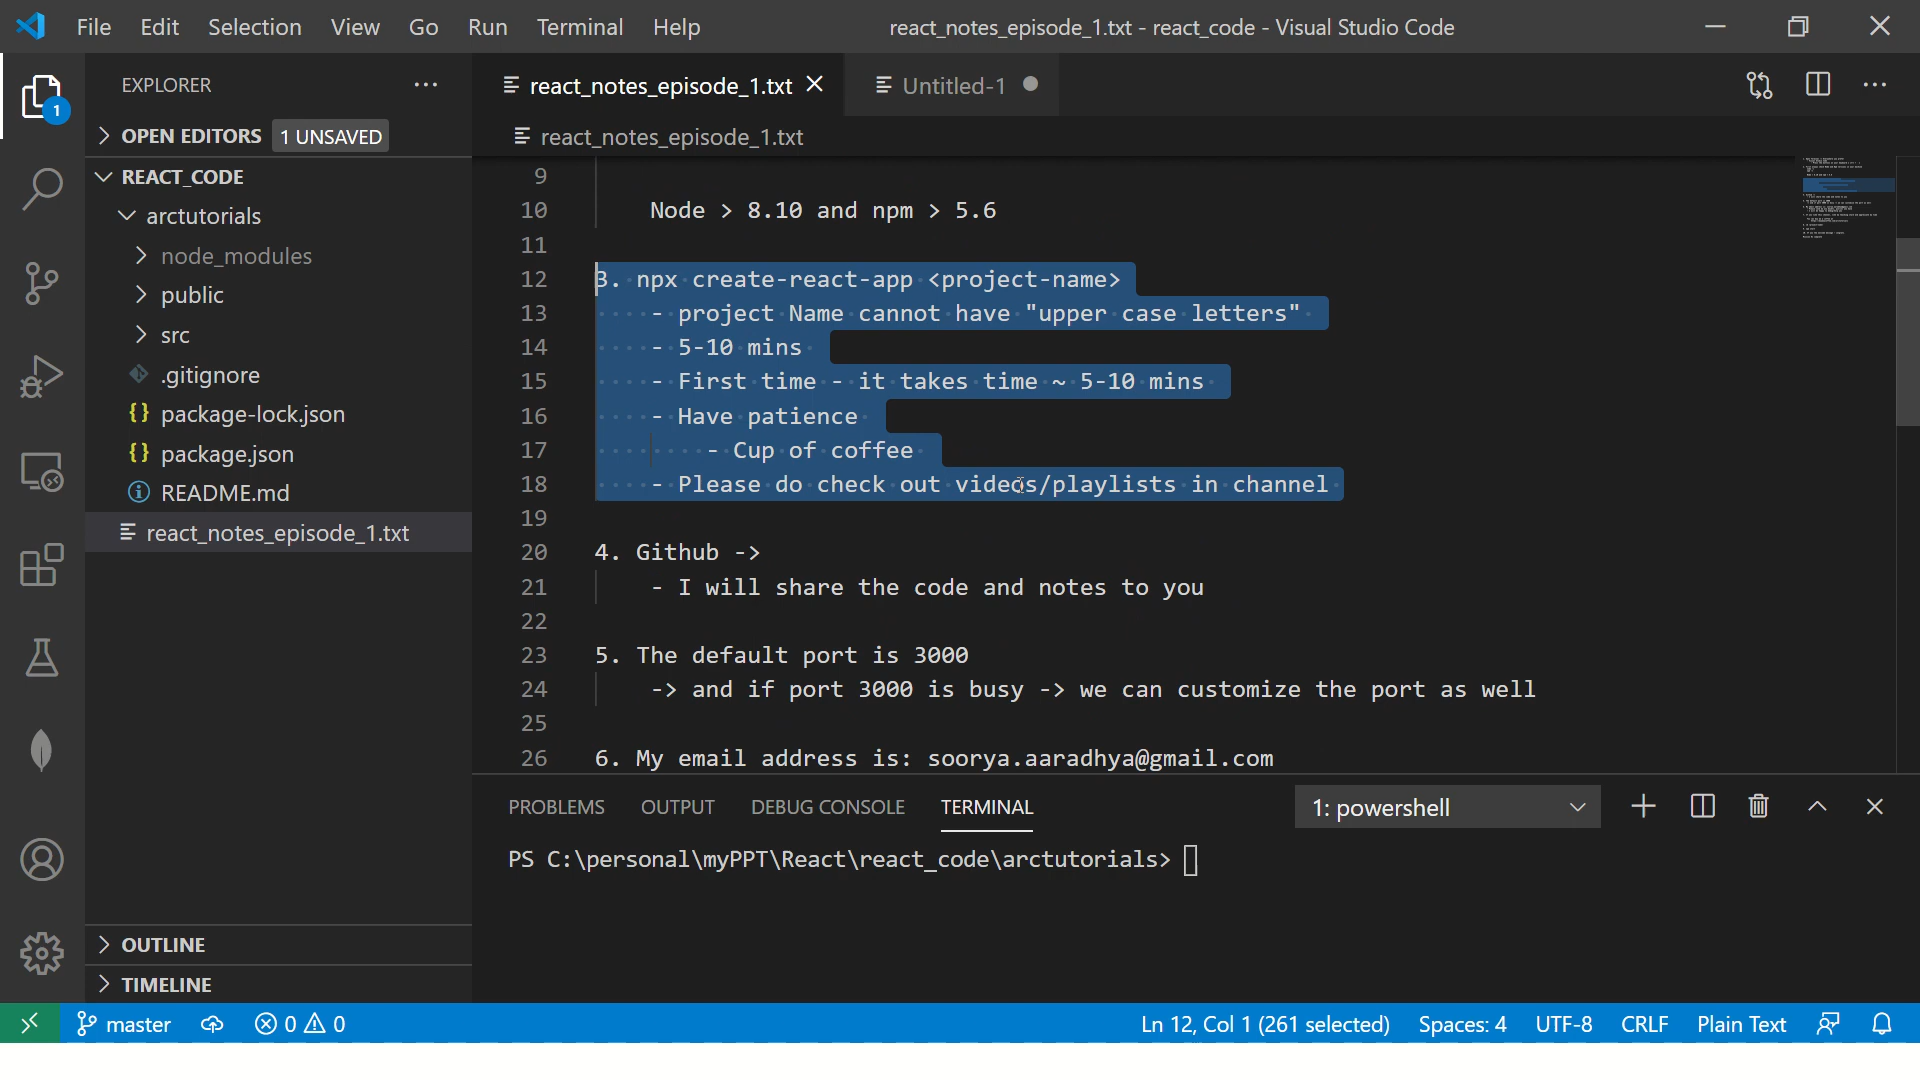 File Edit Selection View Go Run Terminal Help
react_notes_episode_1.txt - react_code - Visual Studio Code
EXPLORER
1
OPEN EDITORS 1 UNSAVED
REACT_CODE
arctutorials
node_modules
public
src
.gitignore
package-lock.json
package.json
README.md
react_notes_episode_1.txt
OUTLINE
TIMELINE
react_notes_episode_1.txt
Untitled-1
react_notes_episode_1.txt
9
10 Node > 8.10 and npm > 5.6
11
12 3. npx create-react-app <project-name>
13 - project Name cannot have "upper case letters"
14 - 5-10 mins
15 - First time - it takes time ~ 5-10 mins
16 - Have patience
17 - Cup of coffee
18 - Please do check out videos/playlists in channel
19
20 4. Github ->
21 - I will share the code and notes to you
22
23 5. The default port is 3000
24 -> and if port 3000 is busy -> we can customize the port as well
25
26 6. My email address is: soorya.aaradhya@gmail.com
PROBLEMS OUTPUT DEBUG CONSOLE TERMINAL 1: powershell
PS C:\personal\myPPT\React\react_code\arctutorials>
master 0 0 Ln 12, Col 1 (261 selected) Spaces: 4 UTF-8 CRLF Plain Text